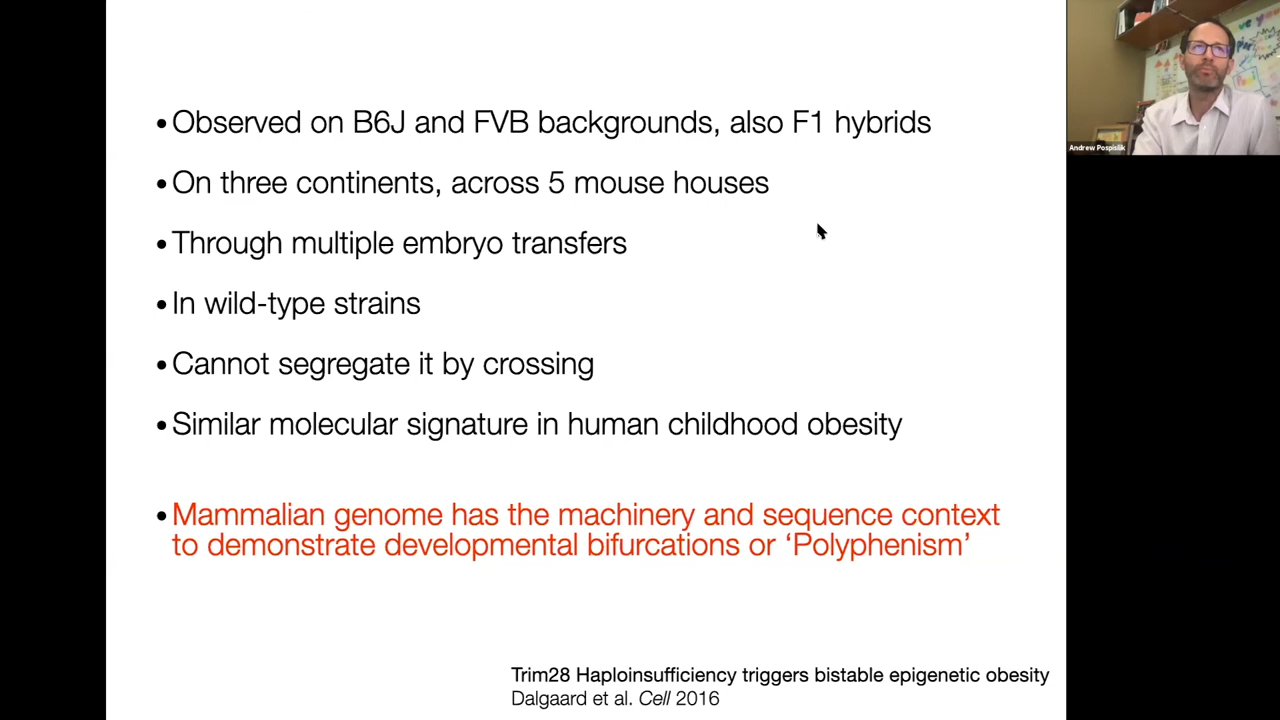 • Observed on B6J and FVB backgrounds, also F1 hybrids
• On three continents, across 5 mouse houses
• Through multiple embryo transfers
• In wild-type strains
• Cannot segregate it by crossing
• Similar molecular signature in human childhood obesity
• Mammalian genome has the machinery and sequence context
to demonstrate developmental bifurcations or ‘Polyphenism’
Trim28 Haploinsufficiency triggers bistable epigenetic obesity
Dalgaard et al. Cell 2016
Andrew Pospisilik